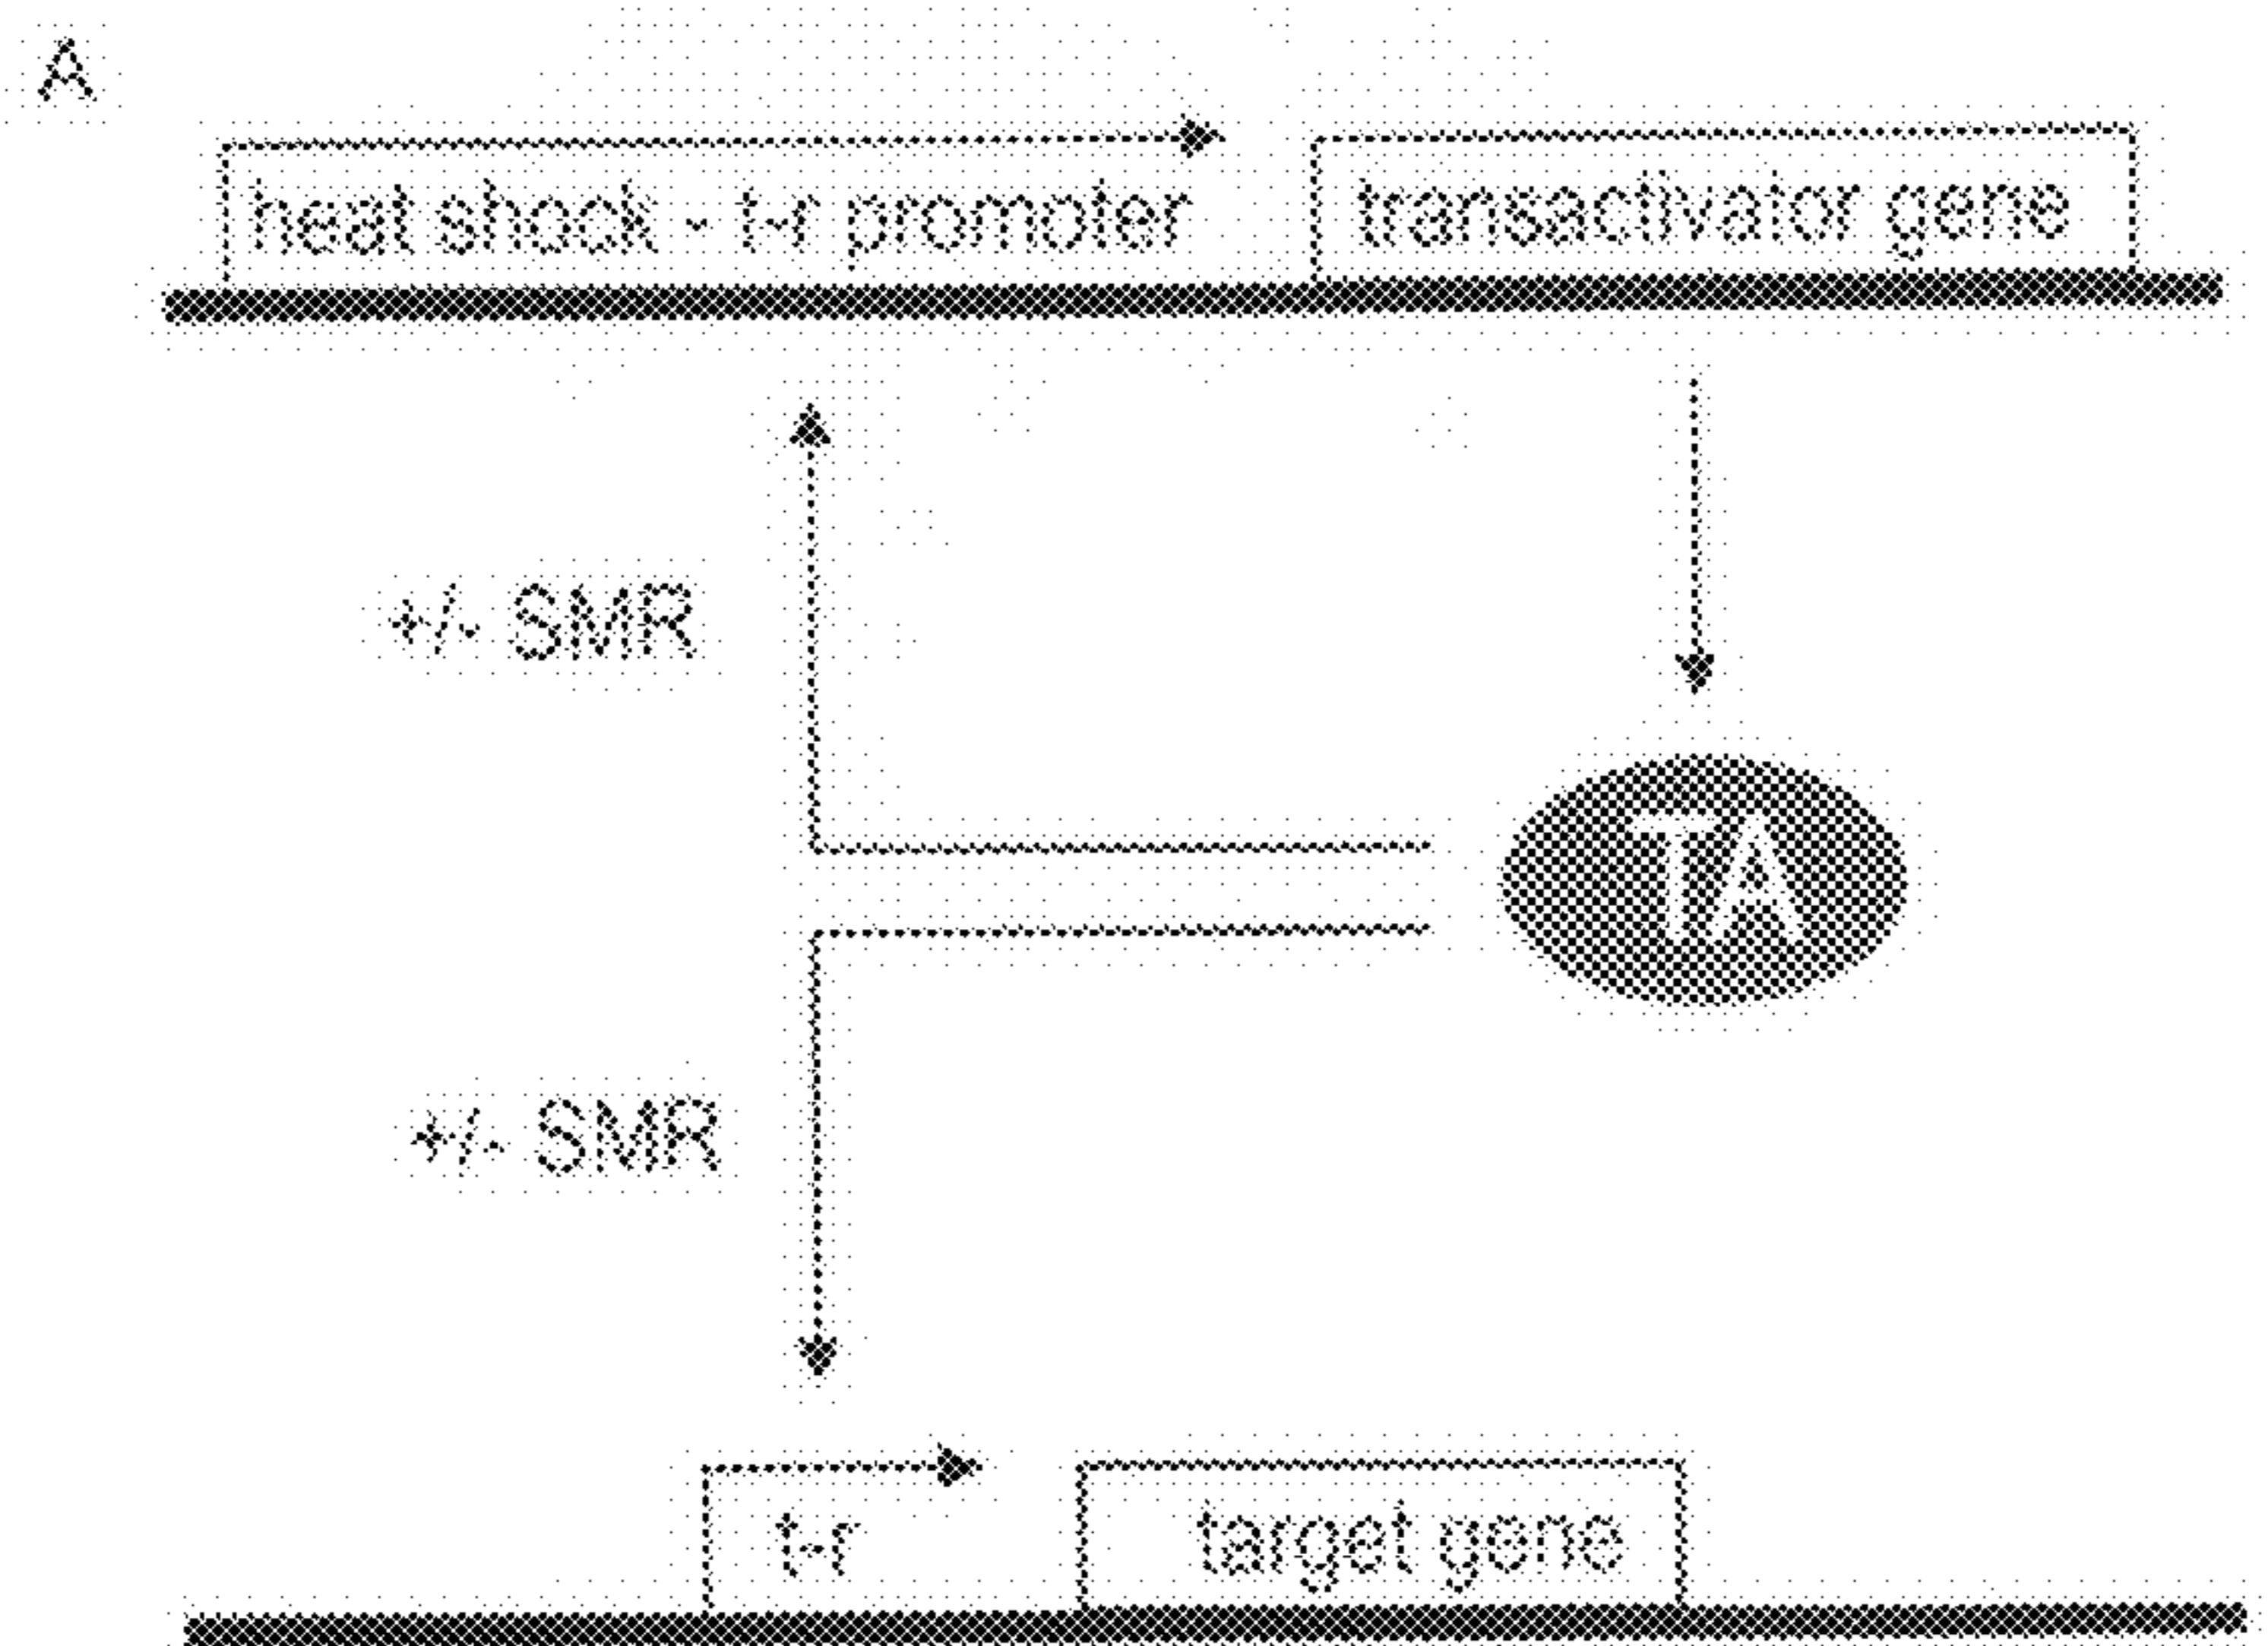 A
heat shock - t-r promoter
transactivator gene
+/- SMR
TA
+/- SMR
t-r
target gene